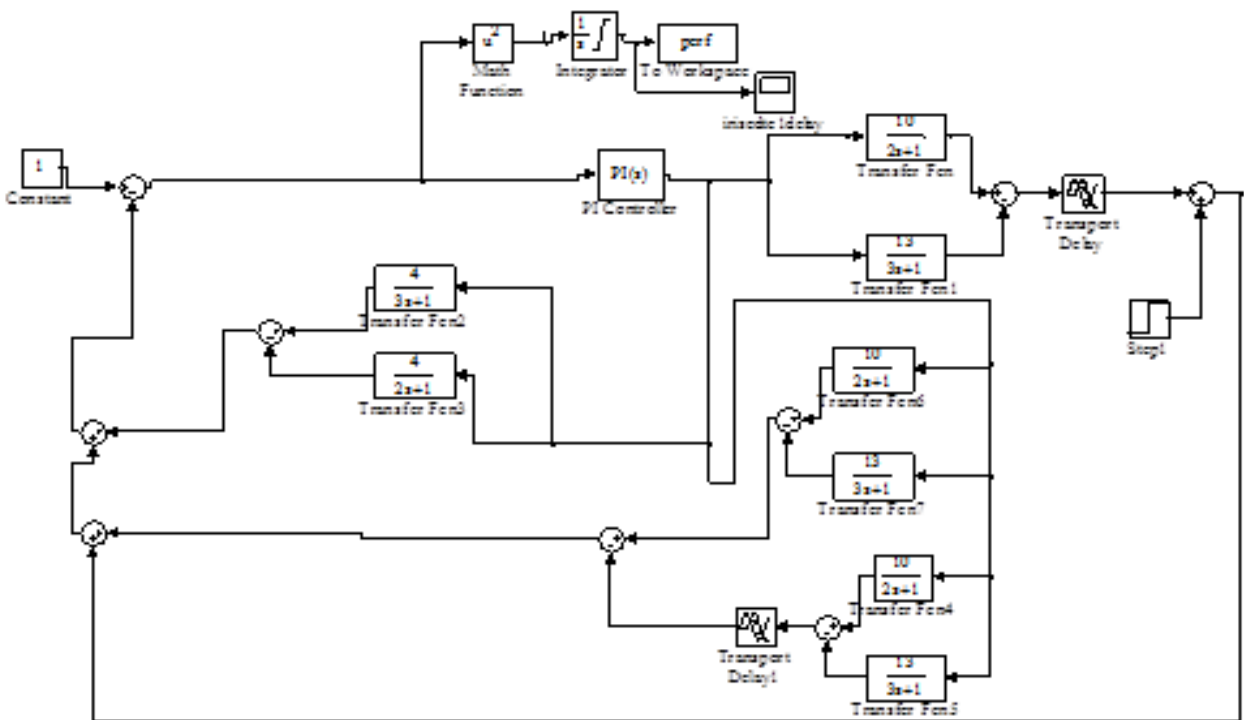 u²
Math
Function
1
s
Integrator
perf
To Workspace
1
Constant
PI(s)
PI Controller
10
2s+1
Transfer Fcn
13
3s+1
Transfer Fcn1
Transport
Delay
Step1
4
3s+1
Transfer Fcn2
4
2s+1
Transfer Fcn3
10
2s+1
Transfer Fcn6
13
3s+1
Transfer Fcn7
10
2s+1
Transfer Fcn4
13
3s+1
Transfer Fcn5
Transport
Delay1